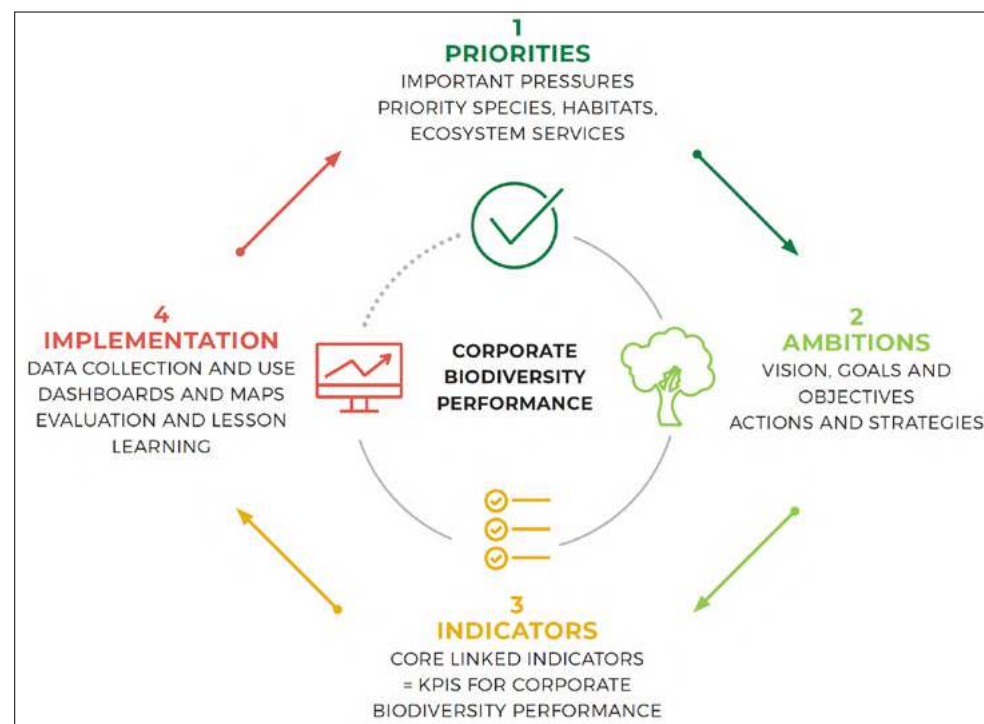 1
PRIORITIES
IMPORTANT PRESSURES
PRIORITY SPECIES, HABITATS,
ECOSYSTEM SERVICES
2
AMBITIONS
VISION, GOALS AND
OBJECTIVES
ACTIONS AND STRATEGIES
3
INDICATORS
CORE LINKED INDICATORS
= KPIS FOR CORPORATE
BIODIVERSITY PERFORMANCE
4
IMPLEMENTATION
DATA COLLECTION AND USE
DASHBOARDS AND MAPS
EVALUATION AND LESSON
LEARNING
CORPORATE
BIODIVERSITY
PERFORMANCE